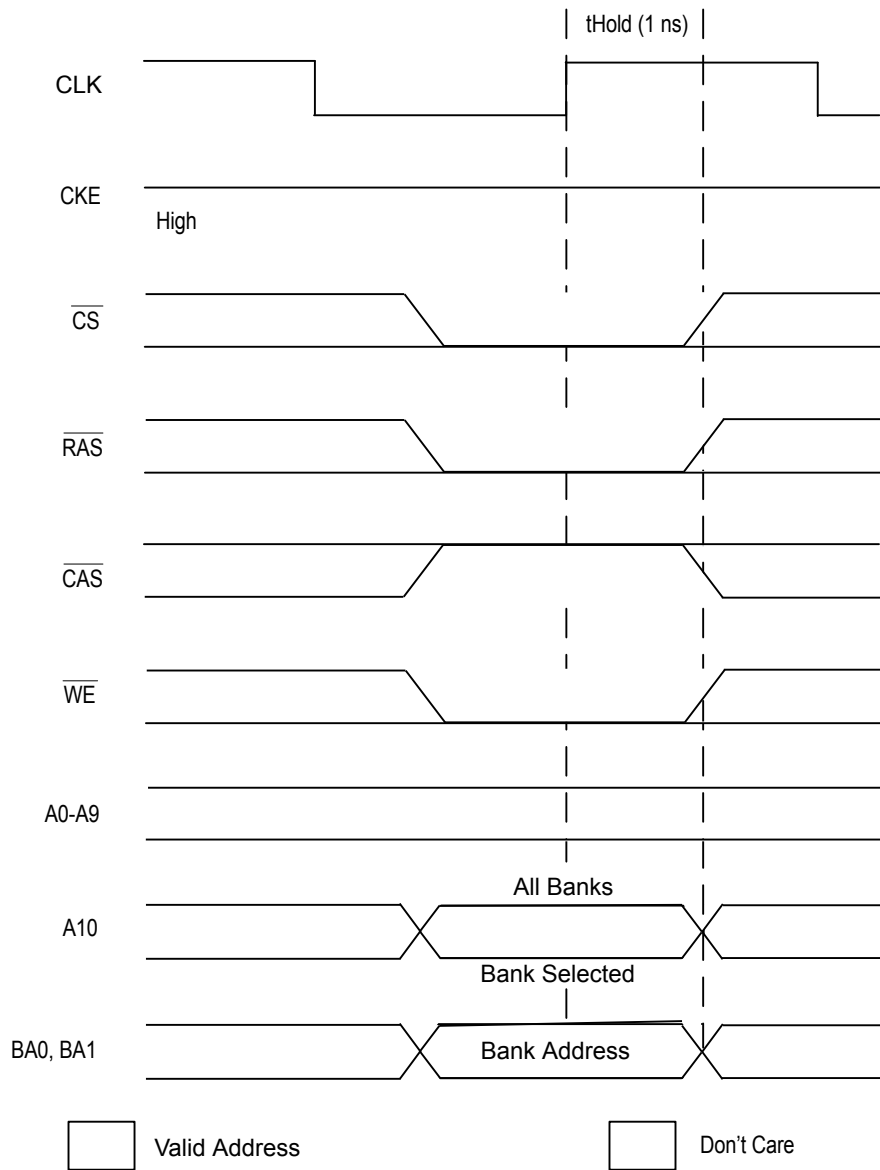 tHold (1 ns)
CLK
CKE
High
CS
RAS
CAS
WE
A0-A9
All Banks
A10
Bank Selected
BA0, BA1
Bank Address
Valid Address
Don't Care